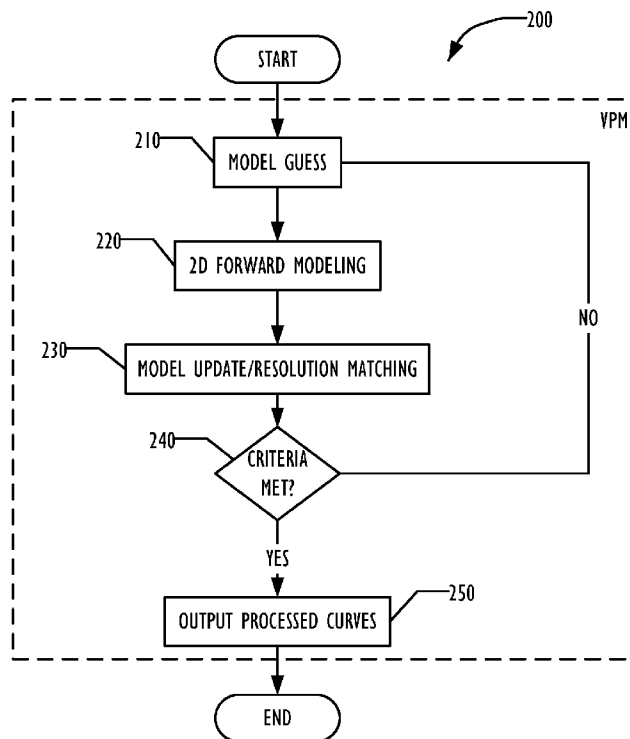 200
START
VPM
210
MODEL GUESS
220
2D FORWARD MODELING
NO
230
MODEL UPDATE/RESOLUTION MATCHING
240
CRITERIA
MET?
YES
250
OUTPUT PROCESSED CURVES
END